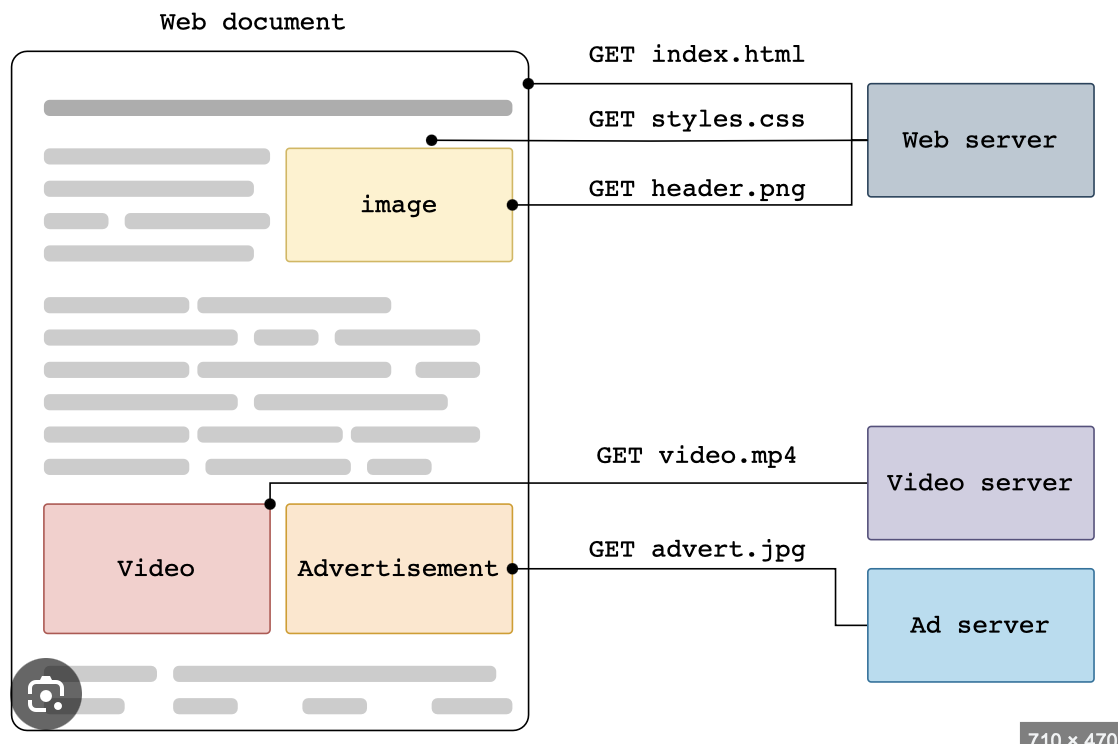 Web document
GET index.html
GET styles.css
Web server
image
GET header.png
GET video.mp4
Video server
GET advert.jpg
Video
Advertisement
Ad server
710 × 470